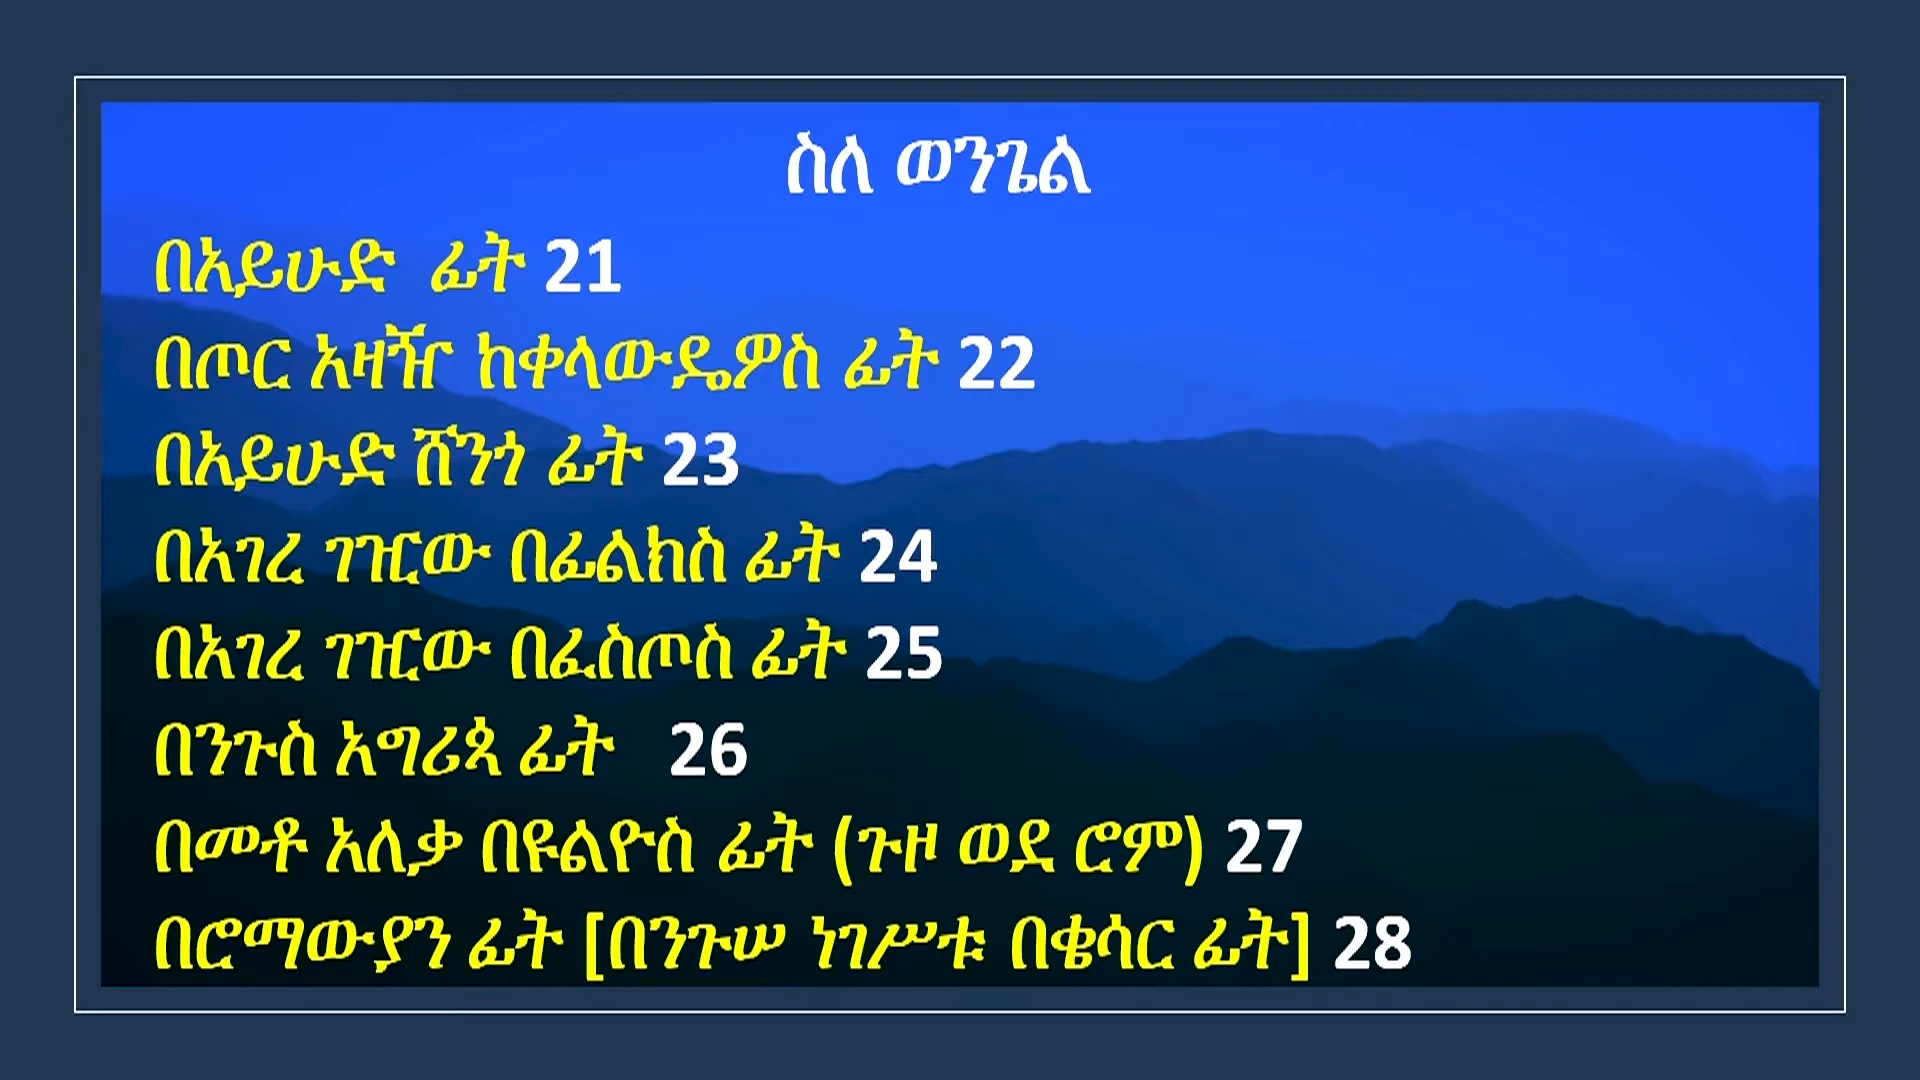 ስለ ወንጌል
በአይሁድ ፊት 21
በጦር አዛዥ ከቀላውዴዎስ ፊት 22
በአይሁድ ሸንጎ ፊት 23
በአገረ ገዢው በፊልክስ ፊት 24
በአገረ ገዢው በፈስጦስ ፊት 25
በንጉስ አግሪጳ ፊት 26
በመቶ አለቃ በዩልዮስ ፊት (ጉዞ ወደ ሮም) 27
በሮማውያን ፊት [በንጉሠ ነገሥቱ በቄሳር ፊት] 28